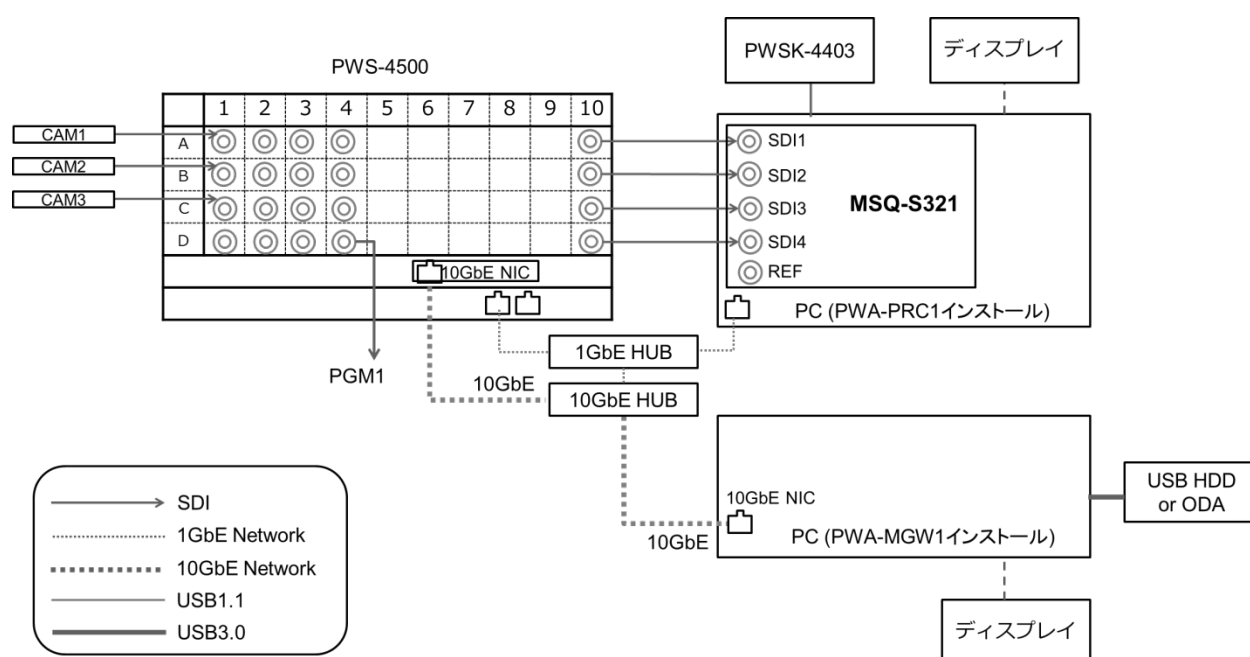 PWS-4500
1 2 3 4 5 6 7 8 9 10
A
B
C
D
CAM1
CAM2
CAM3
10GbE NIC
PGM1
PWSK-4403
ディスプレイ
SDI1
SDI2
SDI3
SDI4
REF
MSQ-S321
PC (PWA-PRC1インストール)
1GbE HUB
10GbE
10GbE HUB
10GbE NIC
10GbE
PC (PWA-MGW1インストール)
USB HDD
or ODA
ディスプレイ
SDI
1GbE Network
10GbE Network
USB1.1
USB3.0